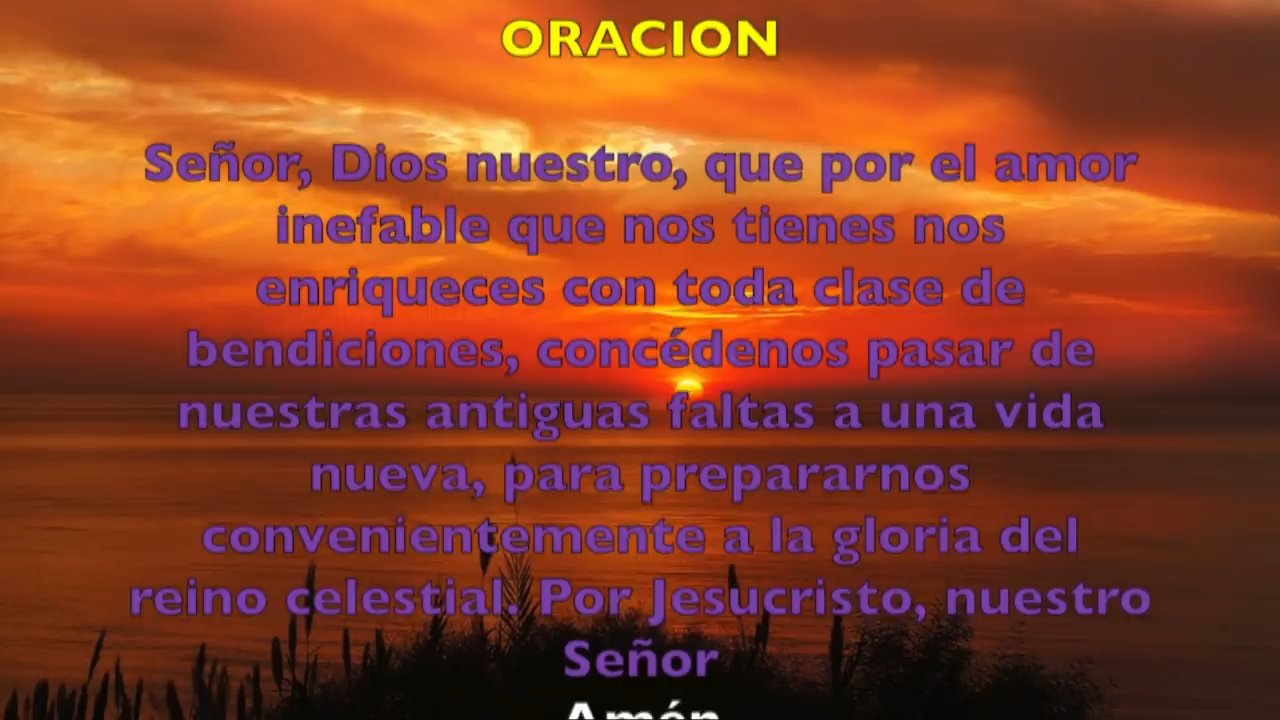 ORACION
Señor, Dios nuestro, que por el amor
inefable que nos tienes nos
enriqueces con toda clase de
bendiciones, concédenos pasar de
nuestras antiguas faltas a una vida
nueva, para prepararnos
convenientemente a la gloria del
reino celestial. Por Jesucristo, nuestro
Señor
Amén